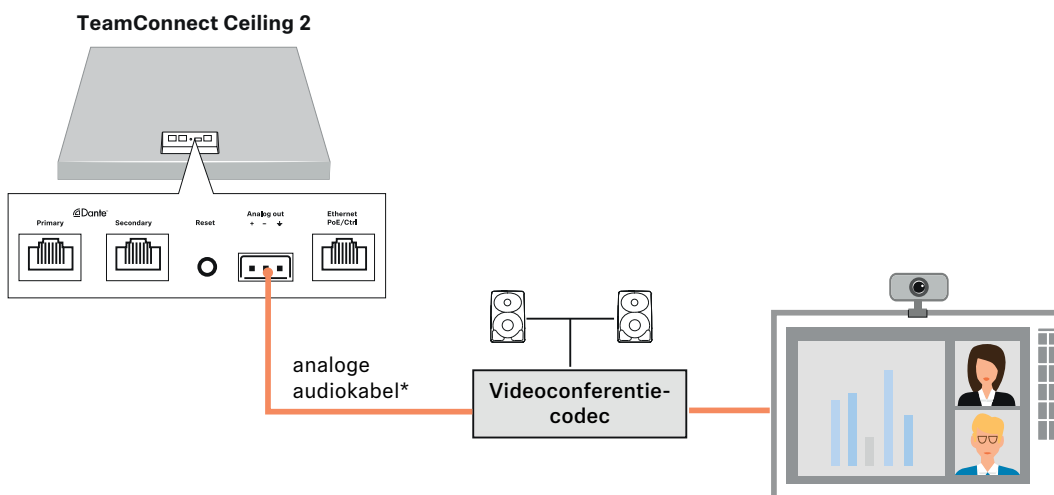 TeamConnect Ceiling 2
Dante
Primary
Secondary
Reset
Analog out
+ -
Ethernet
PoE/Ctrl
analoge
audiokabel*
Videoconferentie-
codec